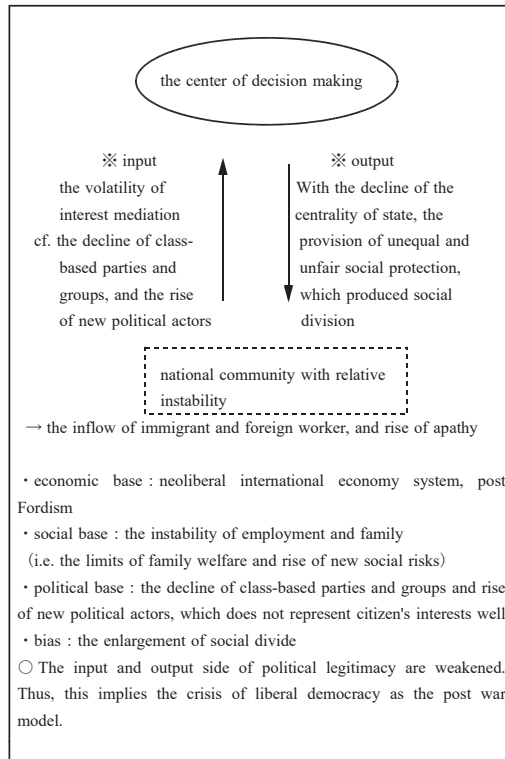 the center of decision making
※ input
the volatility of
interest mediation
cf. the decline of class-
based parties and
groups, and the rise
of new political actors
※ output
With the decline of the
centrality of state, the
provision of unequal and
unfair social protection,
which produced social
division
national community with relative
instability
→ the inflow of immigrant and foreign worker, and rise of apathy
・economic base : neoliberal international economy system, post
Fordism
・social base : the instability of employment and family
（i.e. the limits of family welfare and rise of new social risks）
・political base : the decline of class-based parties and groups and rise
of new political actors, which does not represent citizen's interests well
・bias : the enlargement of social divide
○ The input and output side of political legitimacy are weakened.
Thus, this implies the crisis of liberal democracy as the post war
model.